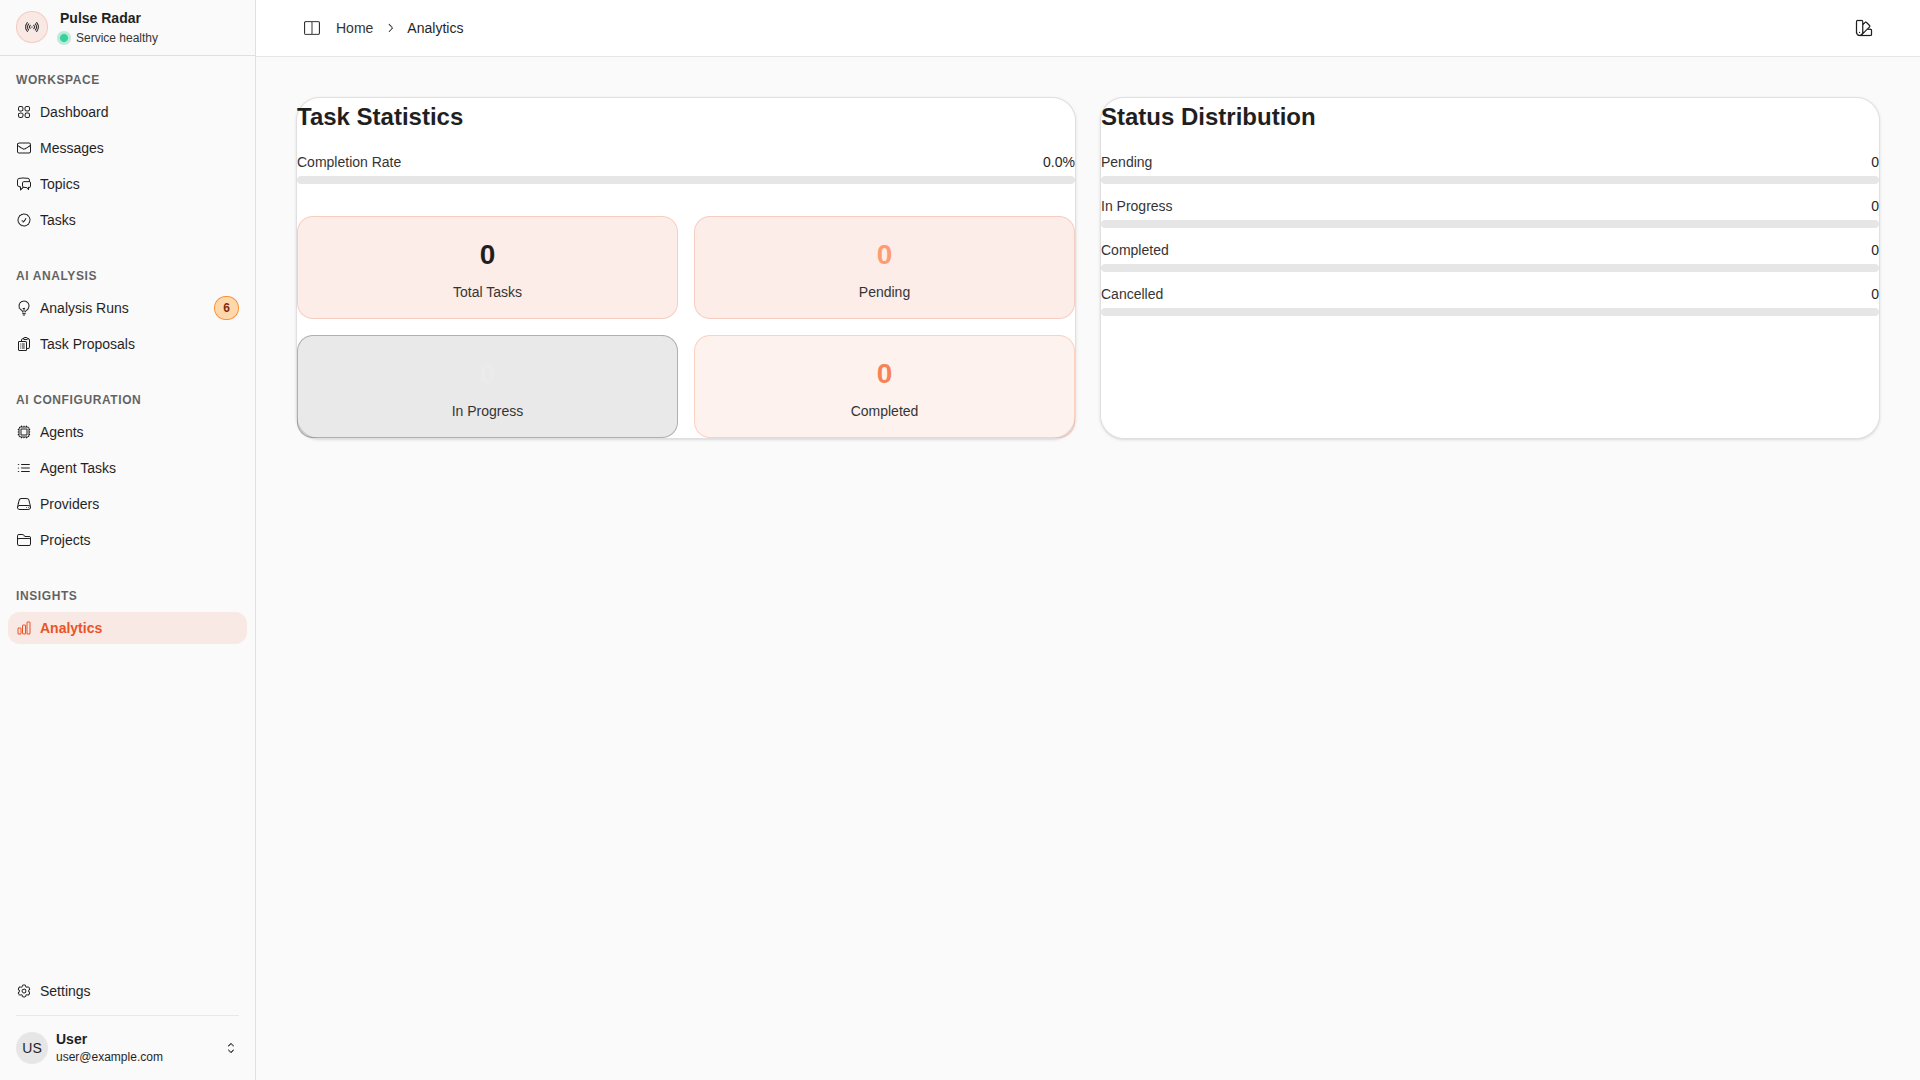 Pulse Radar
Service healthy
WORKSPACE
Dashboard
Messages
Topics
Tasks
AI ANALYSIS
Analysis Runs
6
Task Proposals
AI CONFIGURATION
Agents
Agent Tasks
Providers
Projects
INSIGHTS
Analytics
Settings
US
User
user@example.com
Home
Analytics
Task Statistics
Completion Rate 0.0%
0
Total Tasks
0
Pending
0
In Progress
0
Completed
Status Distribution
Pending 0
In Progress 0
Completed 0
Cancelled 0